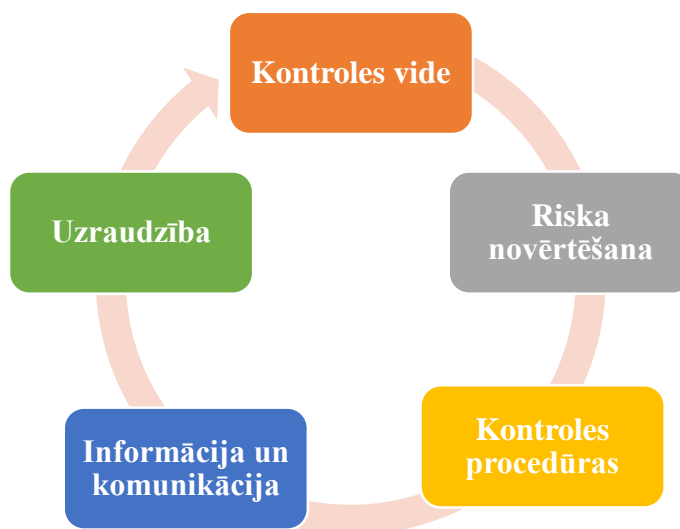 Kontroles vide
Riska
novērtēšana
Kontroles
procedūras
Informācija un
komunikācija
Uzraudzība